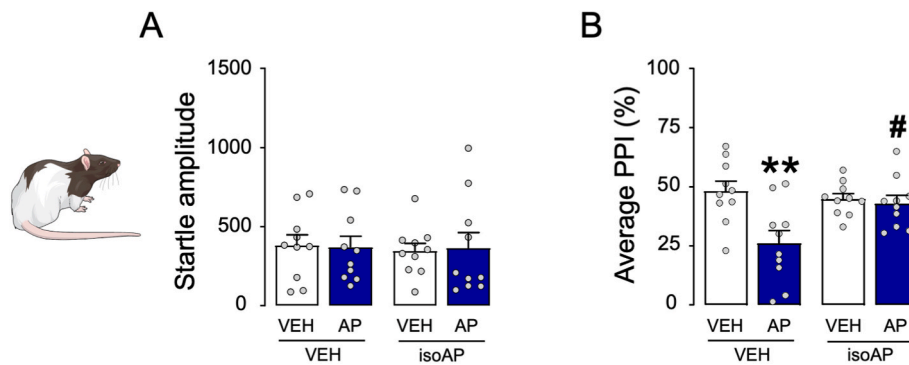 A
Startle amplitude
1500
1000
500
0
VEH AP VEH AP
VEH isoAP
B
Average PPI (%)
100
75
50
25
0
**
#
VEH AP VEH AP
VEH isoAP